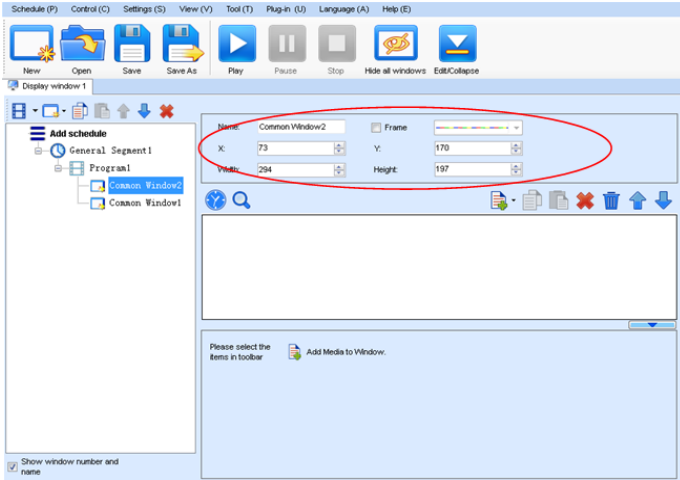 Schedule (P) Control (C) Settings (S) View (V) Tool (T) Plug-in (U) Language (A) Help (E)
New Open Save Save As Play Pause Stop Hide all windows Edit/Collapse
Display window 1
Add schedule
General Segment1
Program1
Common Window2
Common Window1
Show window number and
name
Name: Common Window2 Frame
X: 73 Y: 170
Width: 294 Height: 197
Please select the
items in toolbar
Add Media to Window.